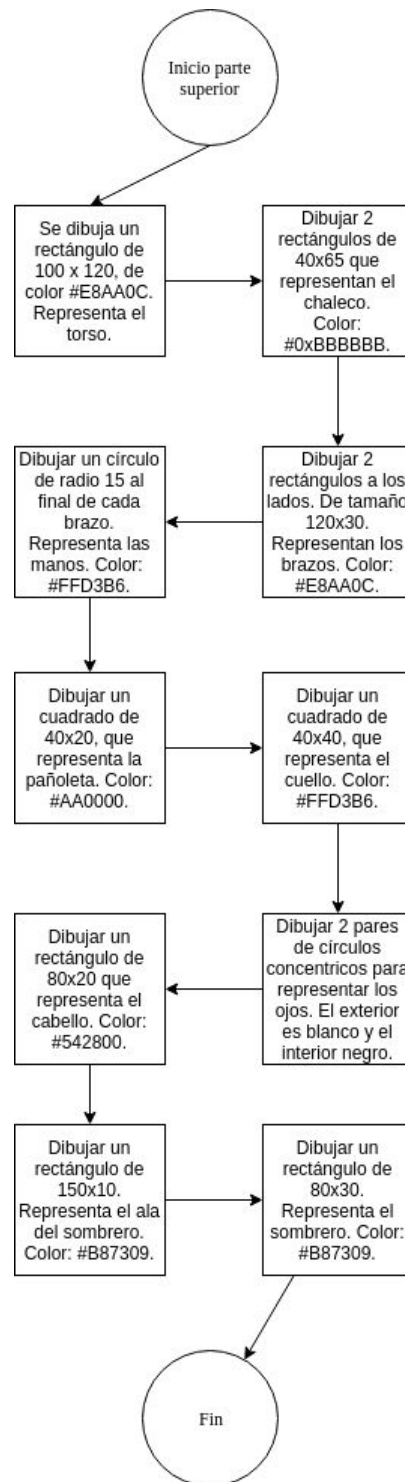 Inicio parte
superior
Se dibuja un
rectángulo de
100 x 120, de
color #E8AA0C.
Representa el
torso.
Dibujar 2
rectángulos de
40x65 que
representan el
chaleco.
Color:
#0xBBBBBB.
Dibujar 2
rectángulos a los
lados. De tamaño
120x30.
Representan los
brazos. Color:
#E8AA0C.
Dibujar un círculo
de radio 15 al
final de cada
brazo.
Representa las
manos. Color:
#FFD3B6.
Dibujar un
cuadrado de
40x20, que
representa la
pañoleta. Color:
#AA0000.
Dibujar un
cuadrado de
40x40, que
representa el
cuello. Color:
#FFD3B6.
Dibujar 2 pares
de círculos
concentricos para
representar los
ojos. El exterior
es blanco y el
interior negro.
Dibujar un
rectángulo de
80x20 que
representa el
cabello. Color:
#542800.
Dibujar un
rectángulo de
150x10.
Representa el ala
del sombrero.
Color: #B87309.
Dibujar un
rectángulo de
80x30.
Representa el
sombrero. Color:
#B87309.
Fin